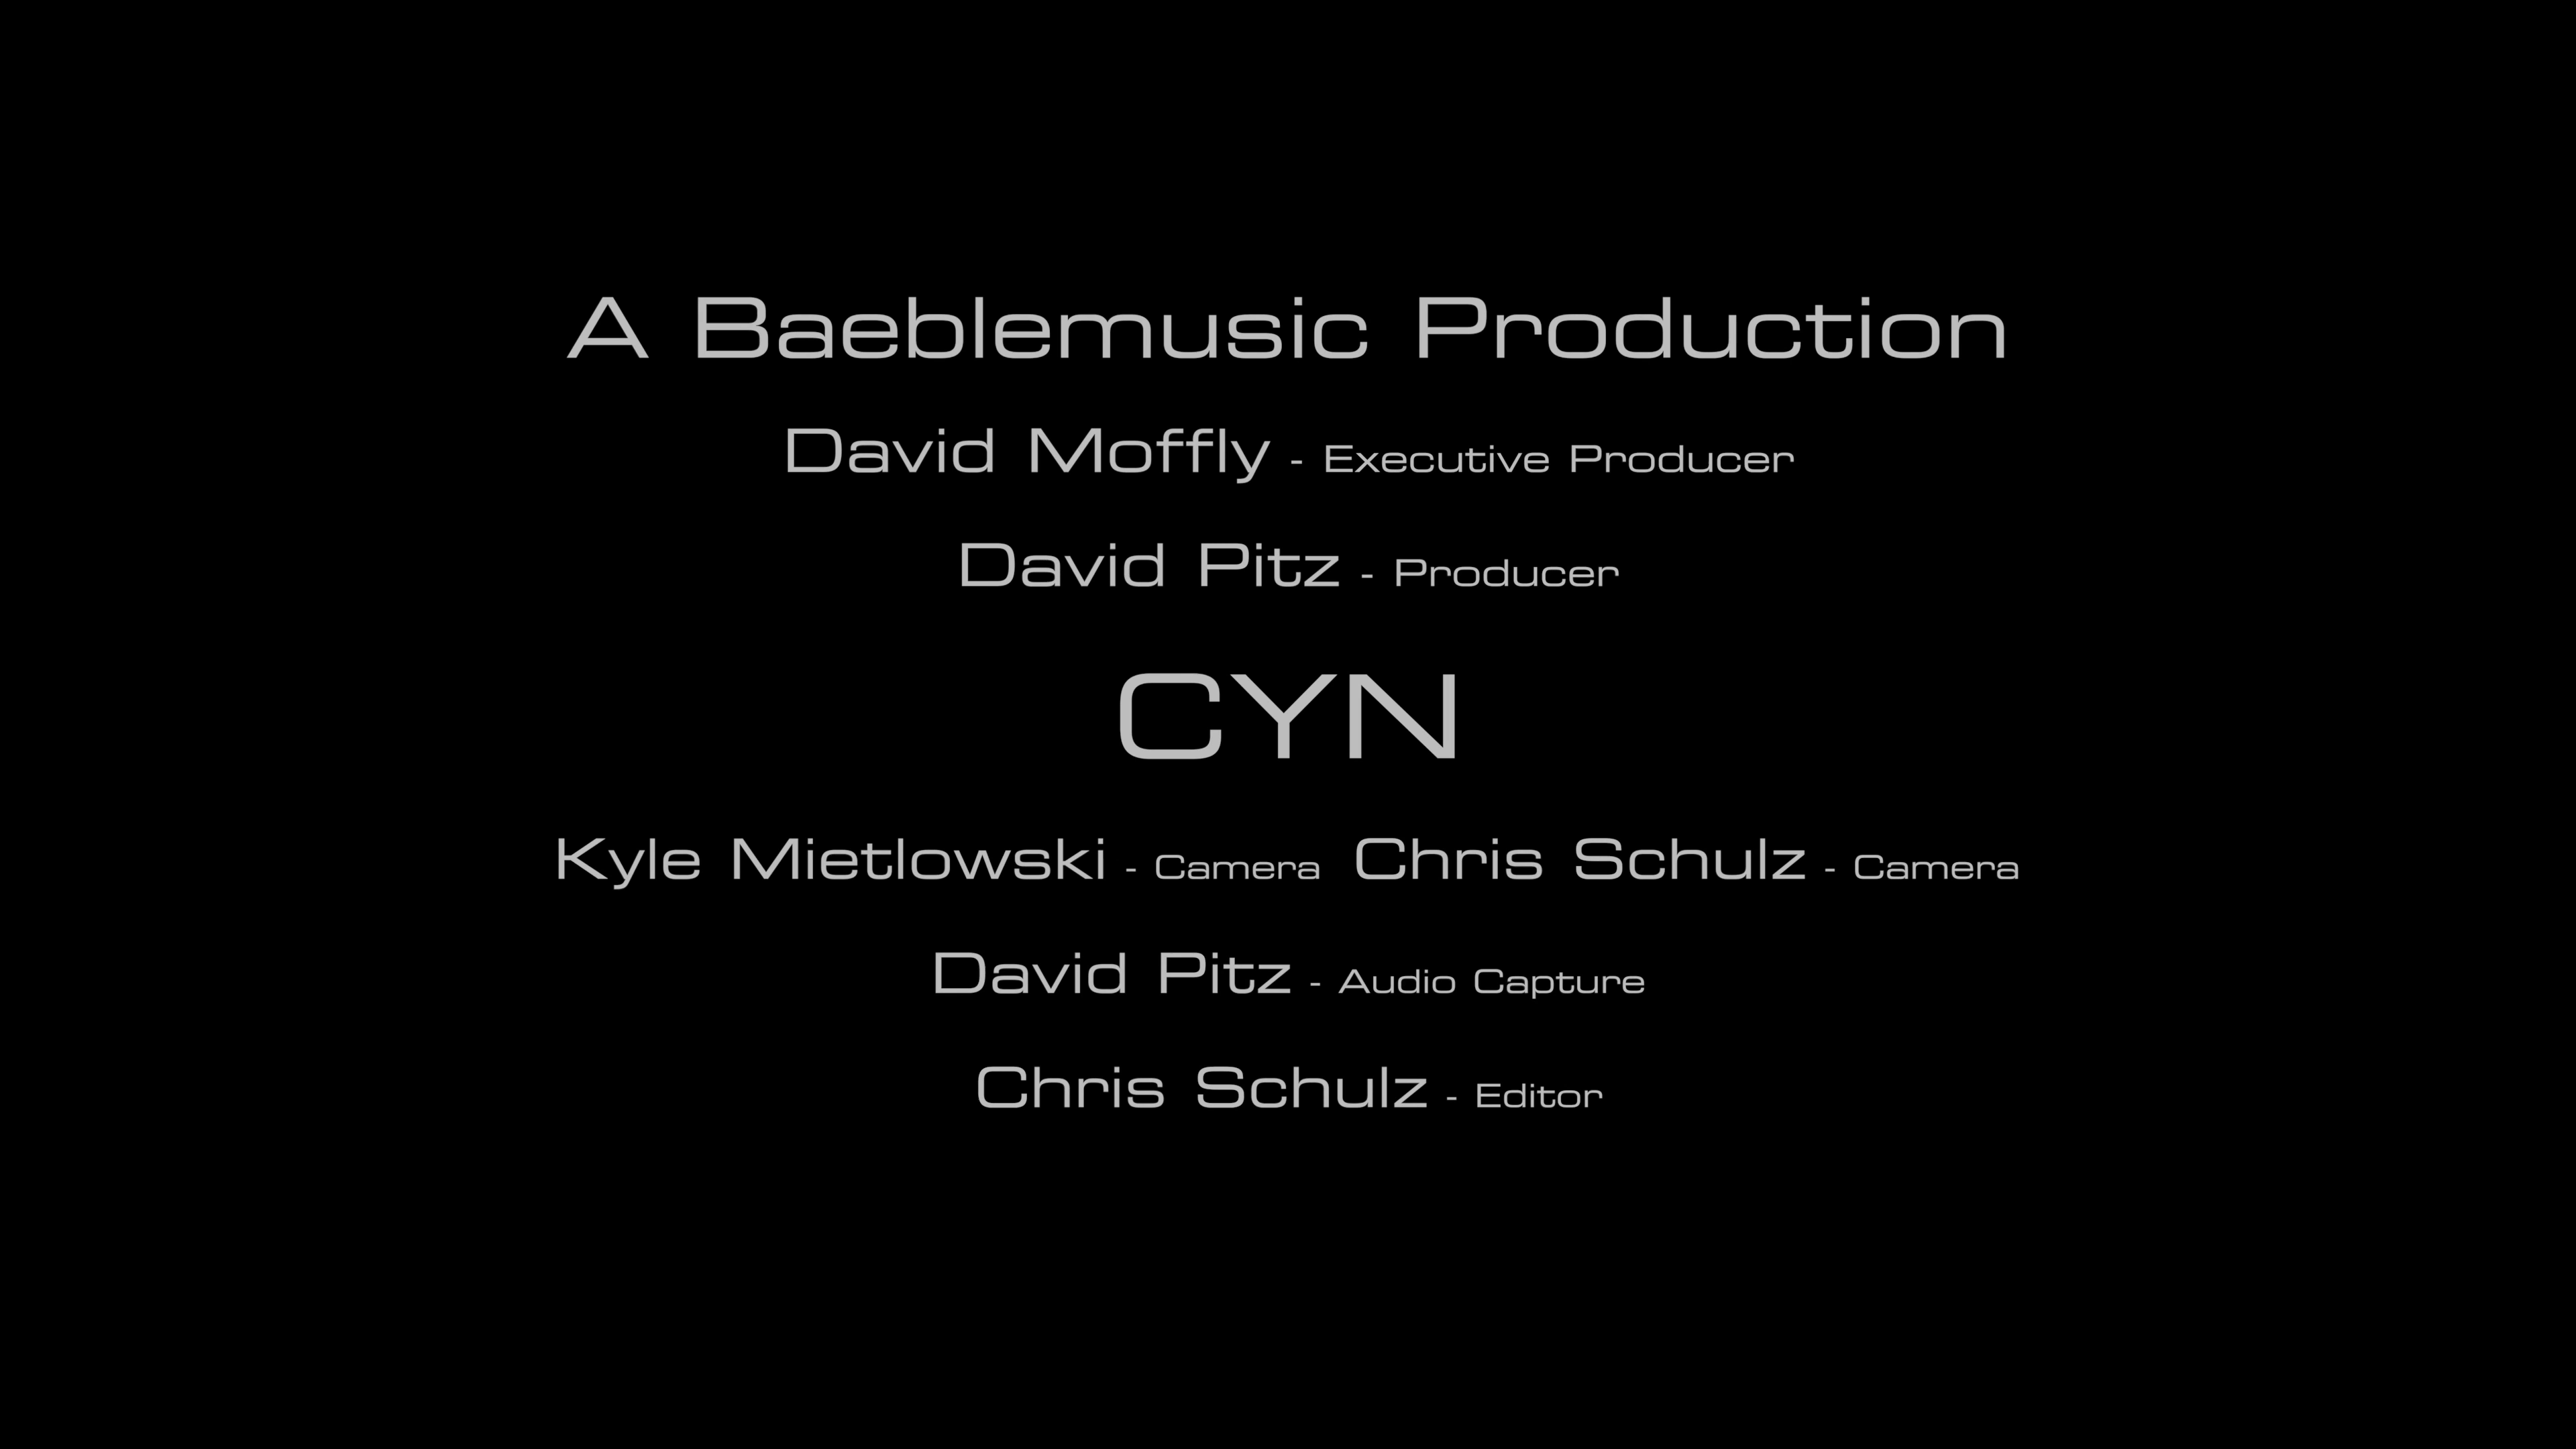 A Baeblemusic Production
David Moffly - Executive Producer
David Pitz - Producer
CYN
Kyle Mietlowski - Camera Chris Schulz - Camera
David Pitz - Audio Capture
Chris Schulz - Editor